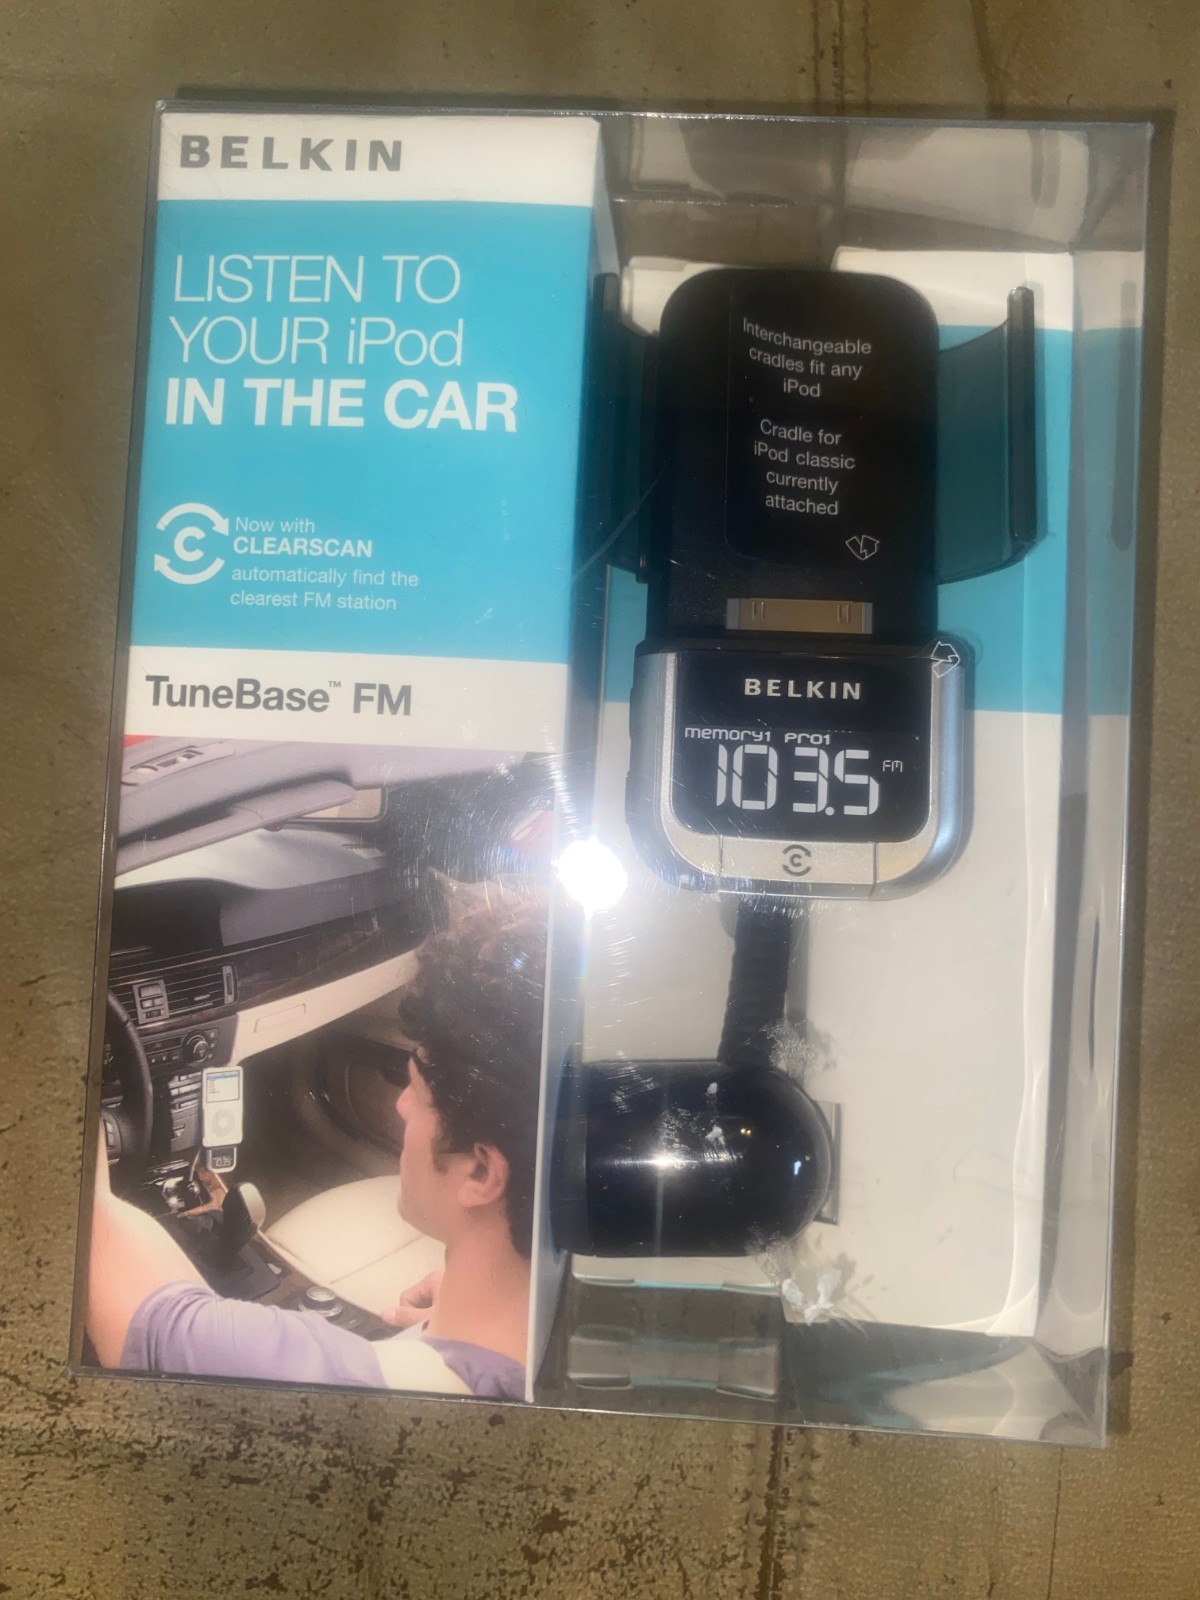 BELKIN
LISTEN TO
YOUR iPod
IN THE CAR
C
Now with
CLEARSCAN
automatically find the
clearest FM station
TuneBase™ FM
Interchangeable
cradles fit any
iPod
Cradle for
iPod classic
currently
attached
BELKIN
memory1 Pro1
103.5 FM
C